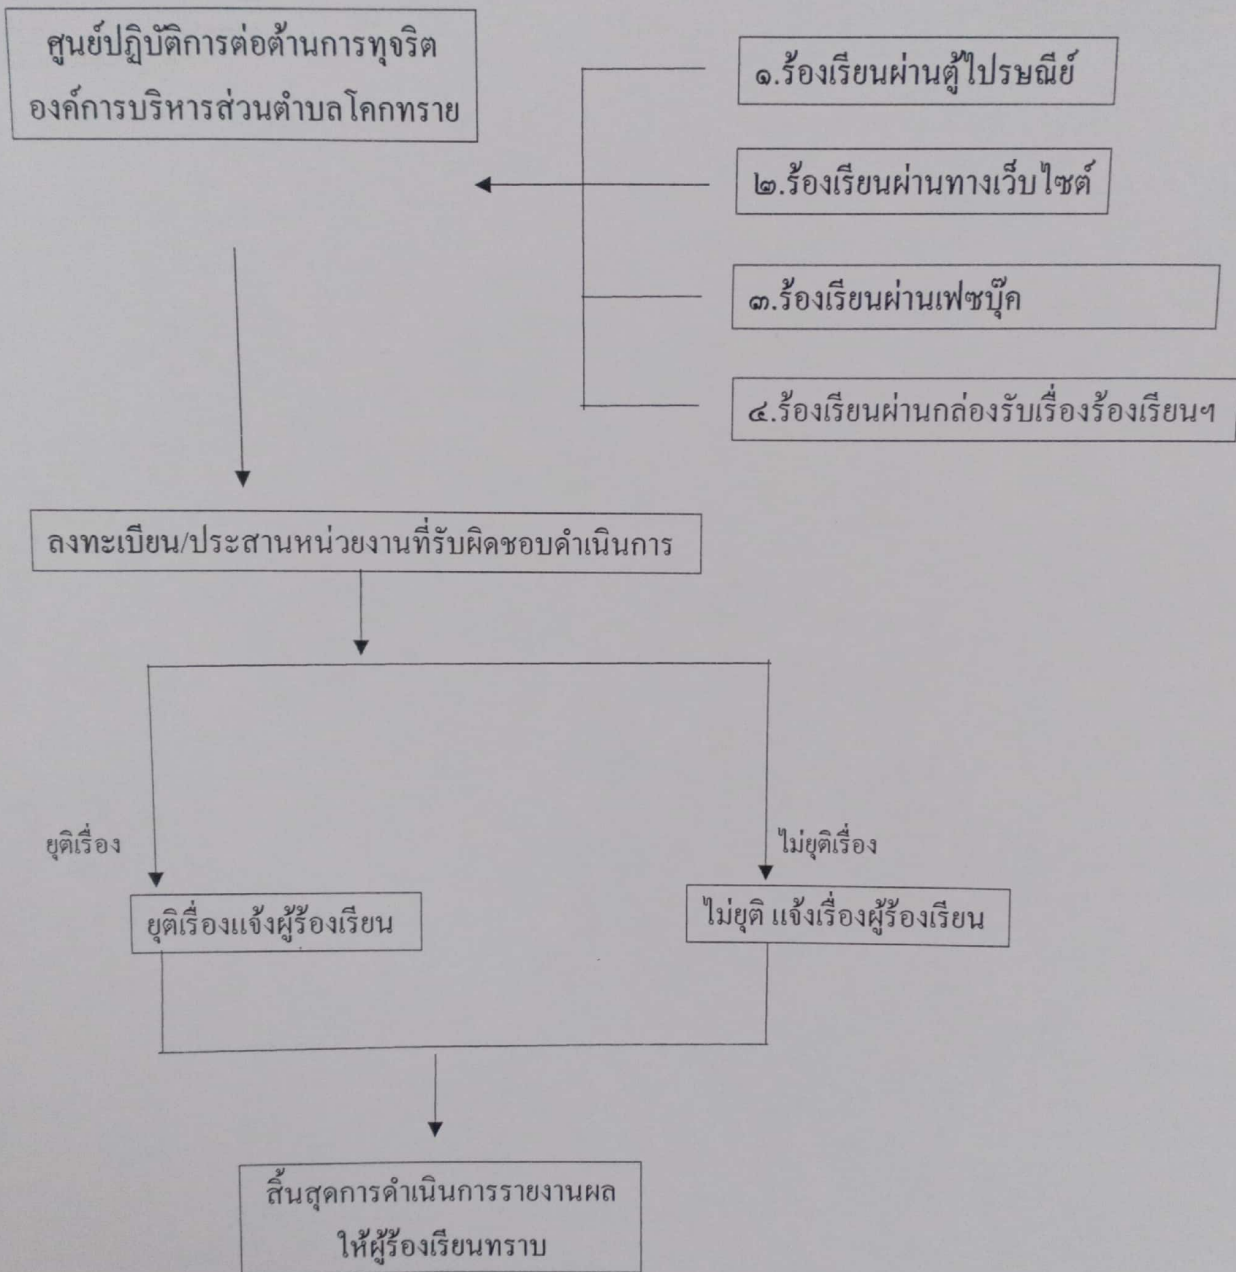 ศูนย์ปฏิบัติการต่อต้านการทุจริต
องค์การบริหารส่วนตำบลโคกทราย
๑.ร้องเรียนผ่านตู้ไปรษณีย์
๒.ร้องเรียนผ่านทางเว็บไซต์
๓.ร้องเรียนผ่านเฟซบุ๊ค
๔.ร้องเรียนผ่านกล่องรับเรื่องร้องเรียนฯ
ลงทะเบียน/ประสานหน่วยงานที่รับผิดชอบดำเนินการ
ยุติเรื่อง
ไม่ยุติเรื่อง
ยุติเรื่องแจ้งผู้ร้องเรียน
ไม่ยุติ แจ้งเรื่องผู้ร้องเรียน
สิ้นสุดการดำเนินการรายงานผล
ให้ผู้ร้องเรียนทราบ